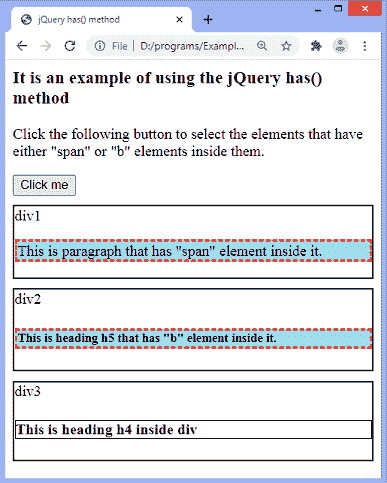 jQuery has() method
File
D:/programs/Exampl...
It is an example of using the jQuery has()
method
Click the following button to select the elements that have
either "span" or "b" elements inside them.
Click me
div1
This is paragraph that has "span" element inside it.
div2
This is heading h5 that has "b" element inside it.
div3
This is heading h4 inside div